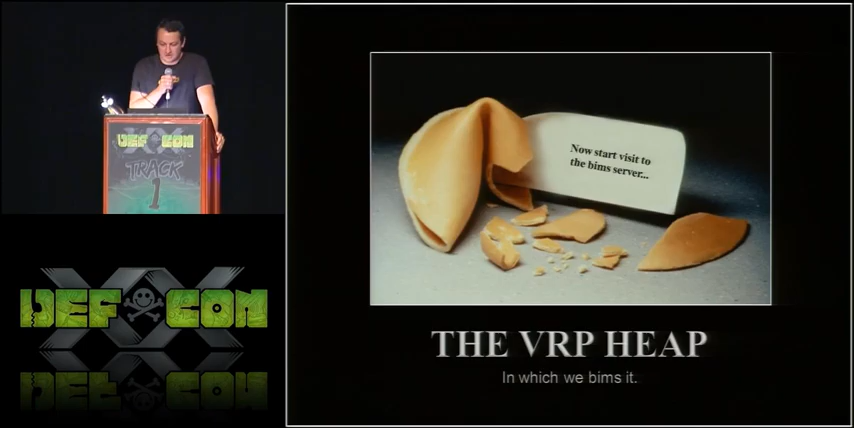 DEF CON
TRACK
1
DEF CON
Now start visit to
the bims server...
THE VRP HEAP
In which we bims it.